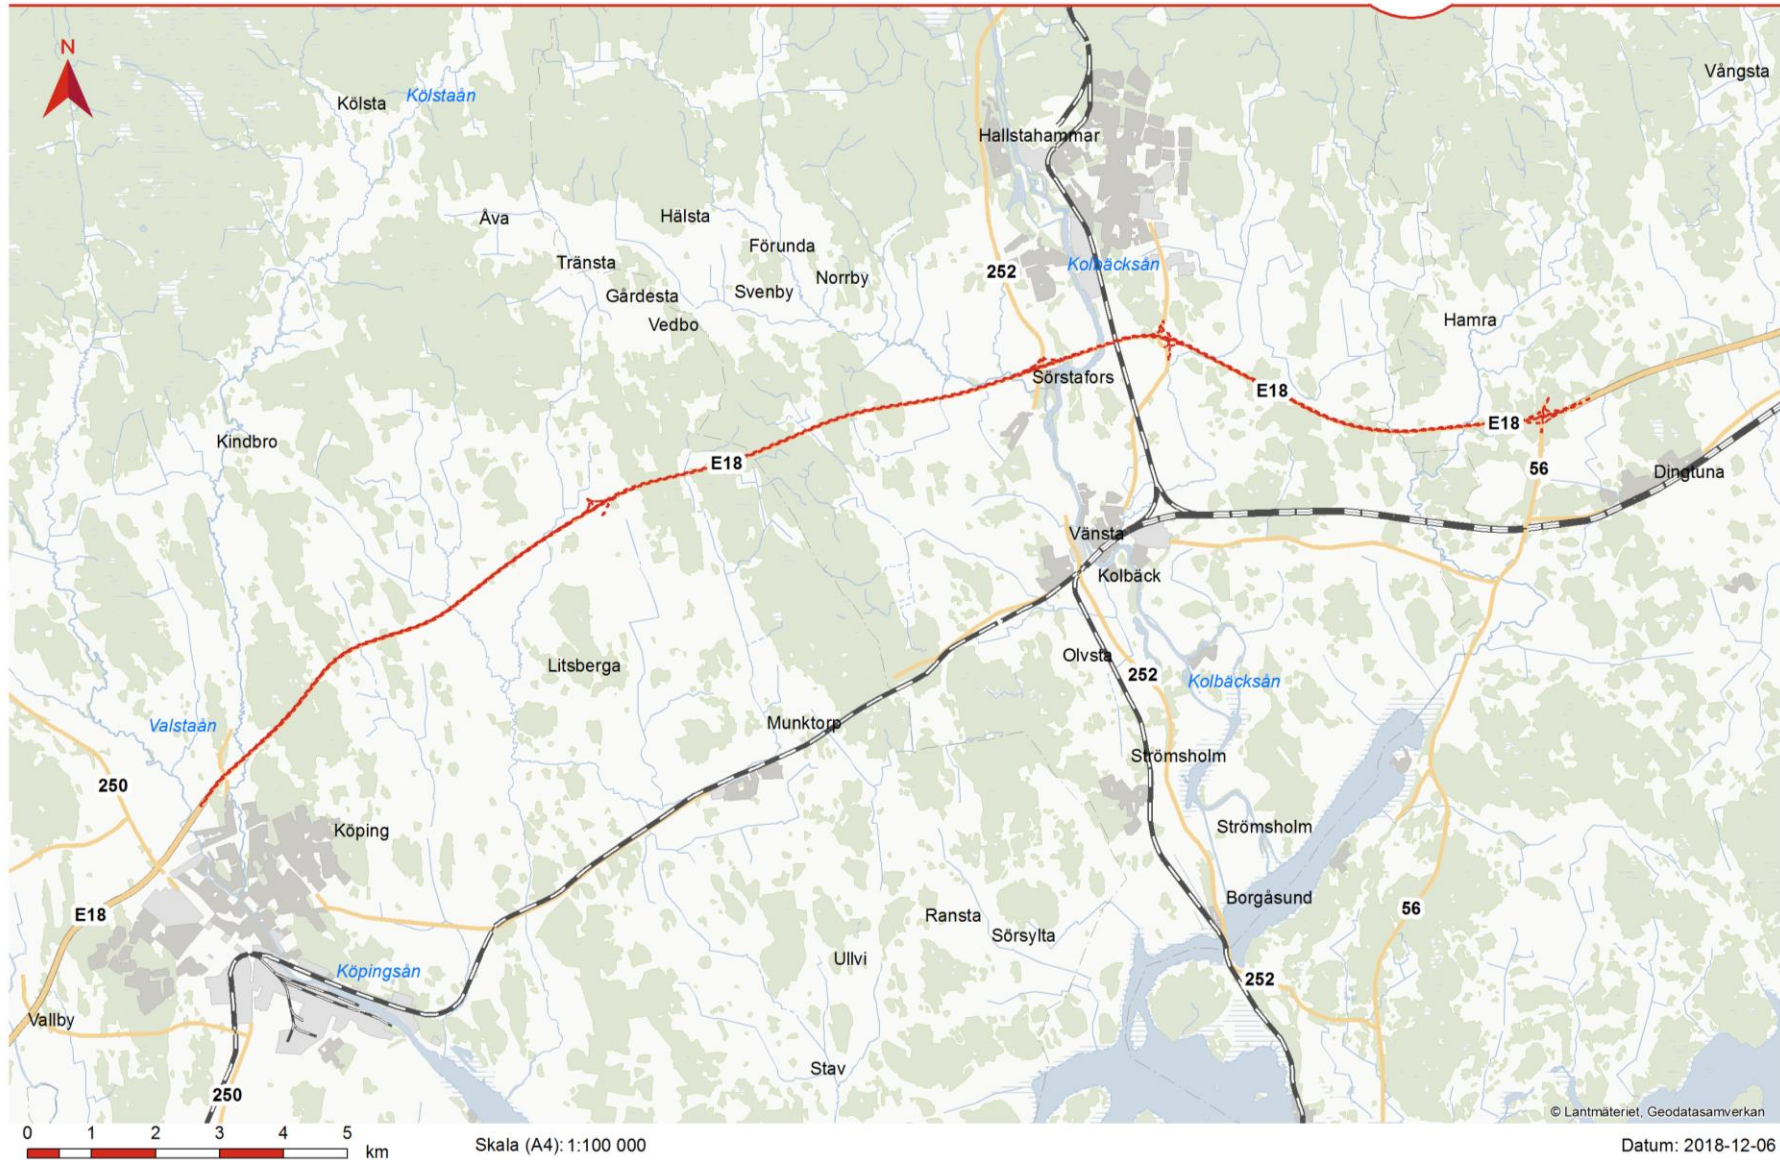 Vångsta
N
Kölsta
Kölstaån
Hallstahammar
Åva
Hälsta
Förunda
Tränsta
Norrby
252
Kolbäcksån
Gårdesta
Svenby
Vedbo
Hamra
Sörstafors
E18
E18
Kindbro
E18
56
Dingtuna
Vänsta
Kolbäck
Olvsta
Litsberga
252
Kolbäcksån
Valstaån
Munktorp
Strömsholm
250
Köping
Strömsholm
Borgåsund
E18
56
Ransta
Sörsylta
Ullvi
Köpingsån
252
Vallby
Stav
250
© Lantmäteriet, Geodatasamverkan
0 1 2 3 4 5
km
Skala (A4): 1:100 000
Datum: 2018-12-06